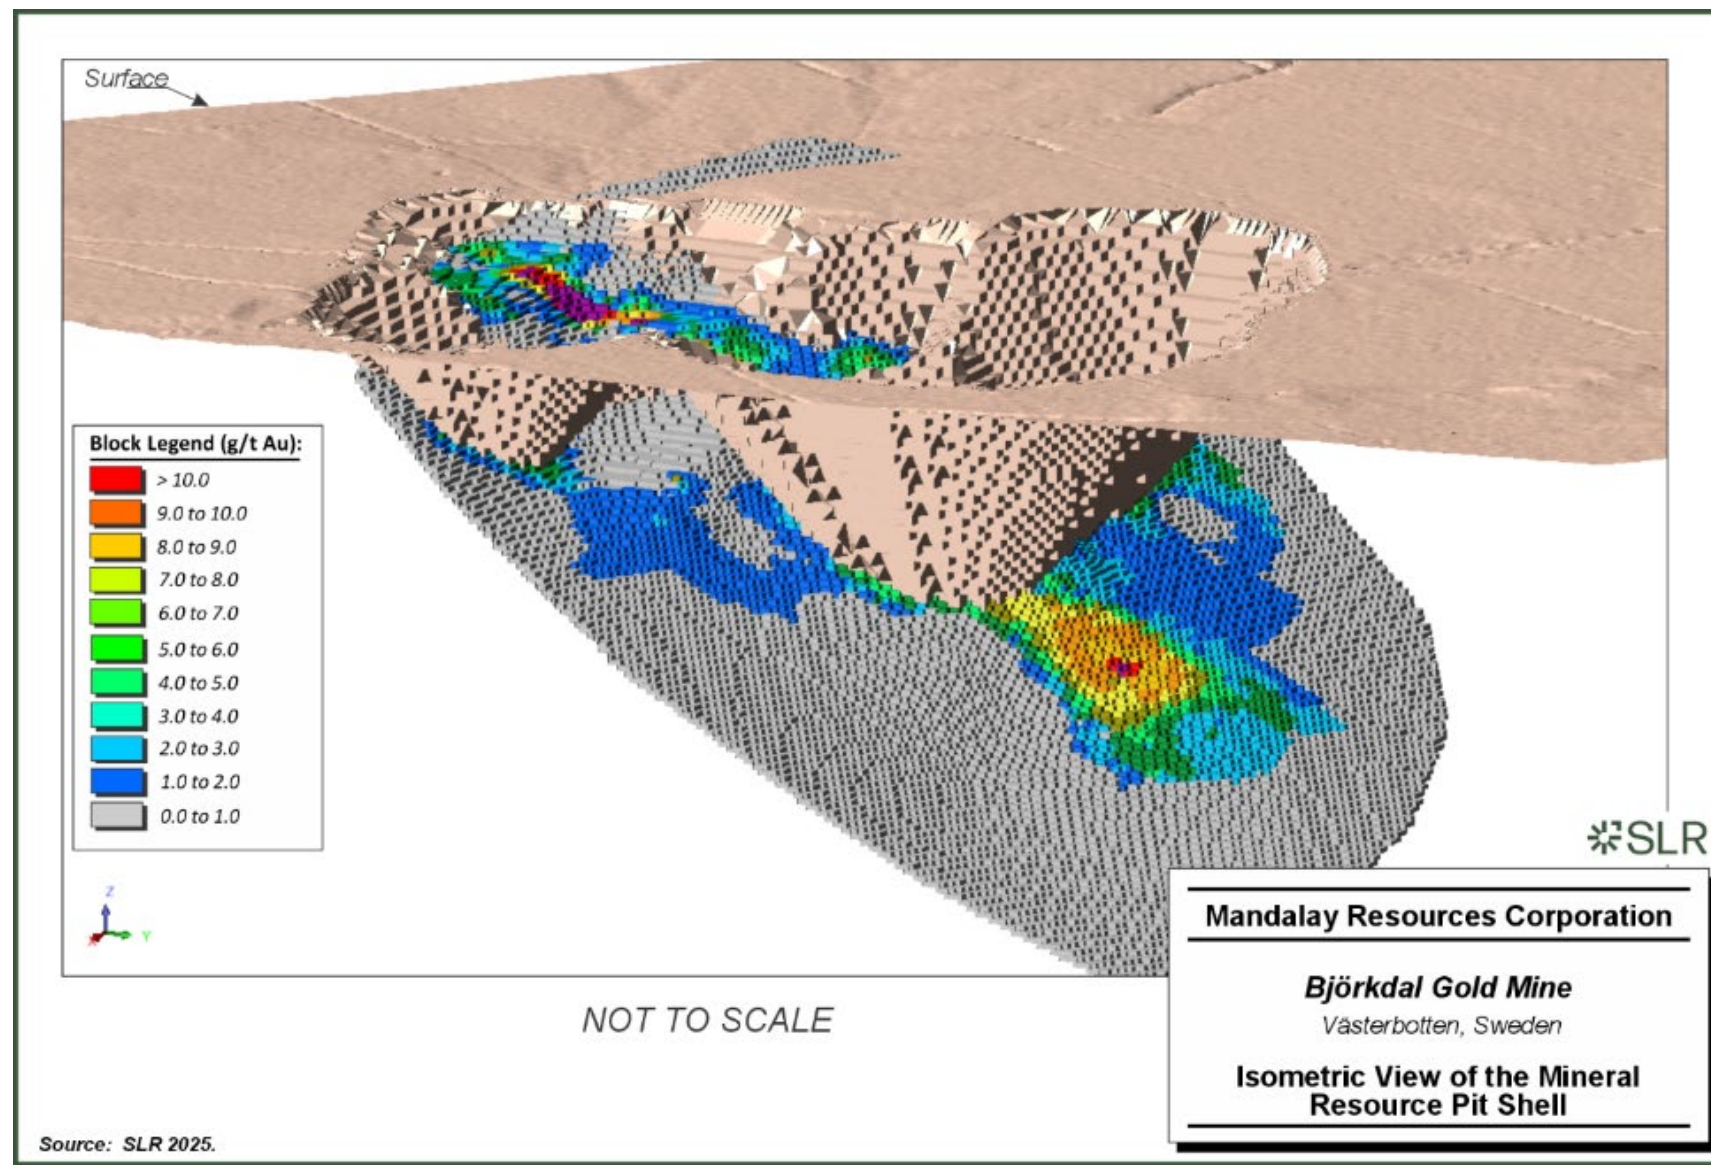 Surface
Block Legend (g/t Au):
> 10.0
9.0 to 10.0
8.0 to 9.0
7.0 to 8.0
6.0 to 7.0
5.0 to 6.0
4.0 to 5.0
3.0 to 4.0
2.0 to 3.0
1.0 to 2.0
0.0 to 1.0
Z
X
Y
SLR
Mandalay Resources Corporation
Björkdal Gold Mine
Västerbotten, Sweden
Isometric View of the Mineral
Resource Pit Shell
NOT TO SCALE
Source: SLR 2025.